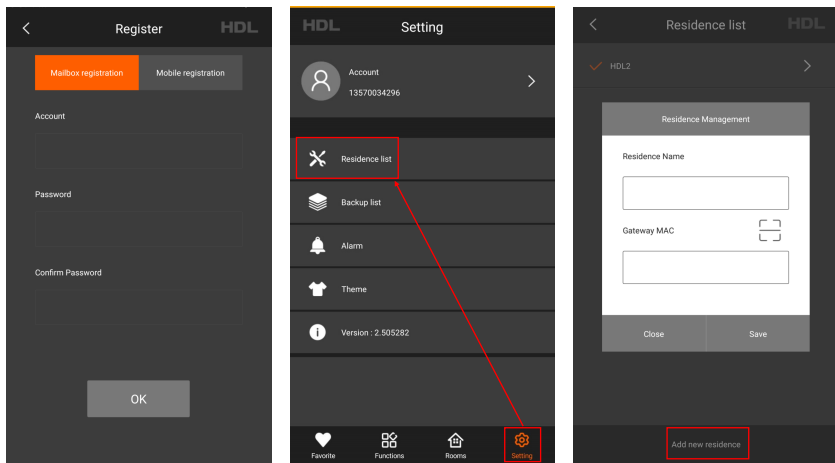 Register
HDL
Mailbox registration
Mobile registration
Account
Password
Confirm Password
OK
HDL
Setting
Account
13570034296
Residence list
Backup list
Alarm
Theme
Version : 2.505282
Favorite
Functions
Rooms
Setting
Residence list
HDL
HDL2
Residence Management
Residence Name
Gateway MAC
Close
Save
Add new residence